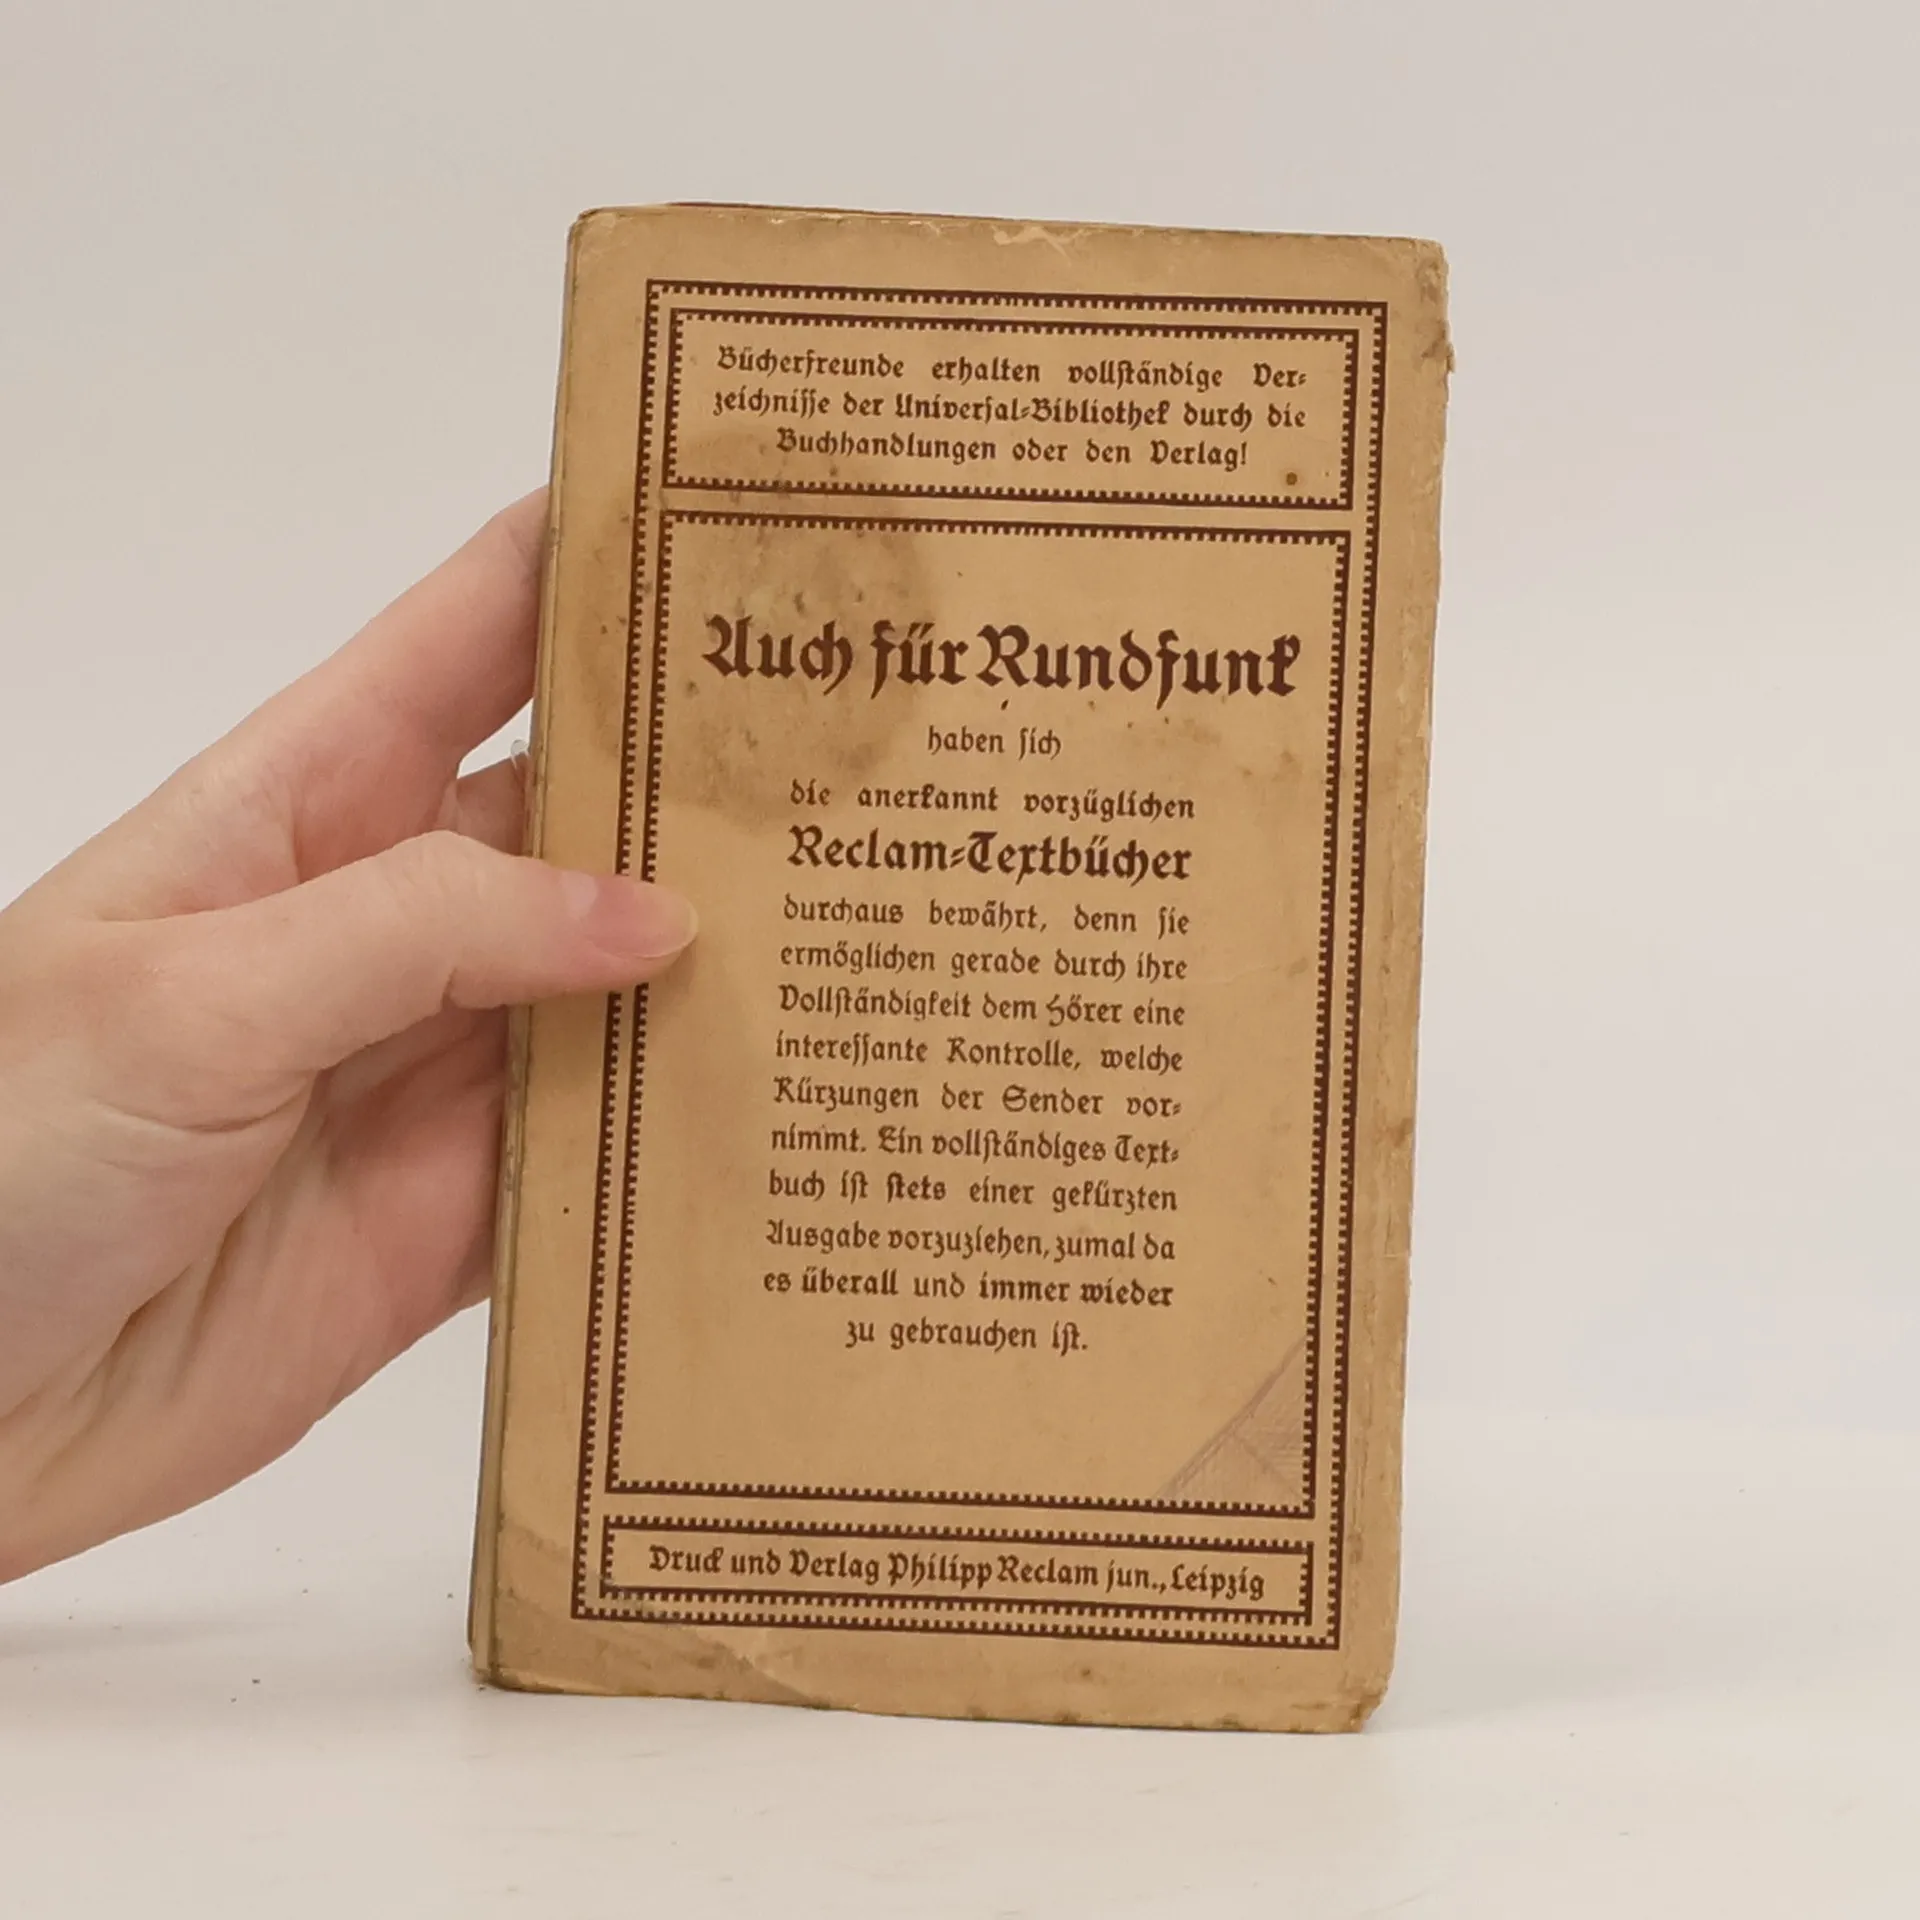 Bücherfreunde erhalten vollſtändige Ver⸗
zeichniſſe der Univerſal⸗Bibliothek durch die
Buchhandlungen oder den Verlag!
Auch für Rundfunk
haben ſich
die anerkannt vorzüglichen
Reclam⸗Textbücher
durchaus bewährt, denn ſie
ermöglichen gerade durch ihre
Vollſtändigkeit dem Hörer eine
intereſſante Kontrolle, welche
Kürzungen der Sender vor⸗
nimmt. Ein vollſtändiges Text⸗
buch iſt ſtets einer gekürzten
Ausgabe vorzuziehen, zumal da
es überall und immer wieder
zu gebrauchen iſt.
Druck und Verlag Philipp Reclam jun., Leipzig